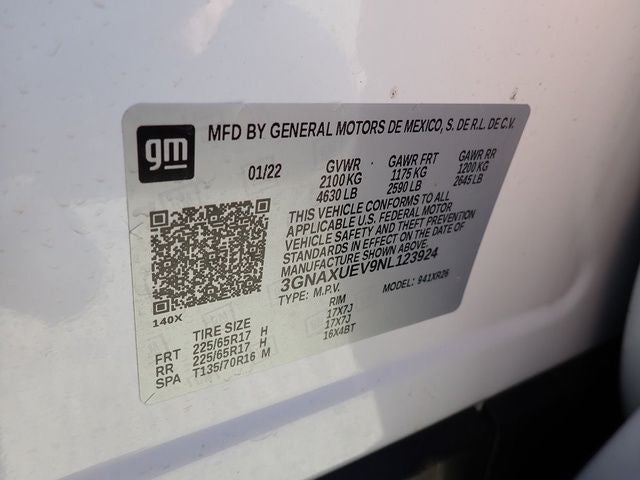 gm
MFD BY GENERAL MOTORS DE MEXICO, S. DE R.L. DE C.V.
01/22 GVWR GAWR FRT GAWR RR
2100 KG 1175 KG 1200 KG
4630 LB 2590 LB 2645 LB
THIS VEHICLE CONFORMS TO ALL
APPLICABLE U.S. FEDERAL MOTOR
VEHICLE SAFETY AND THEFT PREVENTION
STANDARDS IN EFFECT ON THE DATE OF
MANUFACTURE SHOWN ABOVE.
3GNAXUEV9NL123924
TYPE: M.P.V. MODEL: 941XR26
140X
TIRE SIZE RIM
FRT 225/65R17 H 17X7J
RR 225/65R17 H 17X7J
SPA T135/70R16 M 16X4BT